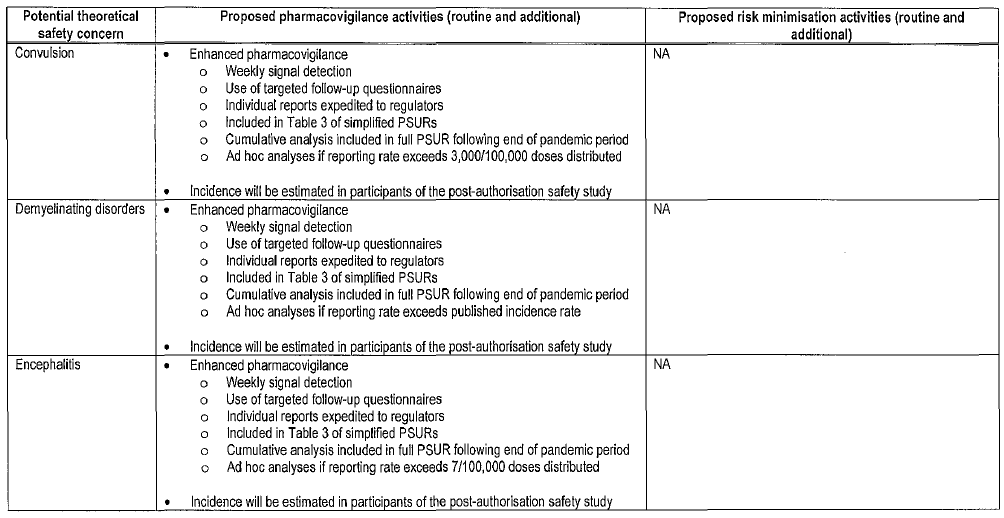 Potential theoretical safety concern
Proposed pharmacovigilance activities (routine and additional)
Proposed risk minimisation activities (routine and additional)
Convulsion
• Enhanced pharmacovigilance
o Weekly signal detection
o Use of targeted follow-up questionnaires
o Individual reports expedited to regulators
o Included in Table 3 of simplified PSURs
o Cumulative analysis included in full PSUR following end of pandemic period
o Ad hoc analyses if reporting rate exceeds 3,000/100,000 doses distributed
• Incidence will be estimated in participants of the post-authorisation safety study
NA
Demyelinating disorders
• Enhanced pharmacovigilance
o Weekly signal detection
o Use of targeted follow-up questionnaires
o Individual reports expedited to regulators
o Included in Table 3 of simplified PSURs
o Cumulative analysis included in full PSUR following end of pandemic period
o Ad hoc analyses if reporting rate exceeds published incidence rate
• Incidence will be estimated in participants of the post-authorisation safety study
NA
Encephalitis
• Enhanced pharmacovigilance
o Weekly signal detection
o Use of targeted follow-up questionnaires
o Individual reports expedited to regulators
o Included in Table 3 of simplified PSURs
o Cumulative analysis included in full PSUR following end of pandemic period
o Ad hoc analyses if reporting rate exceeds 7/100,000 doses distributed
• Incidence will be estimated in participants of the post-authorisation safety study
NA